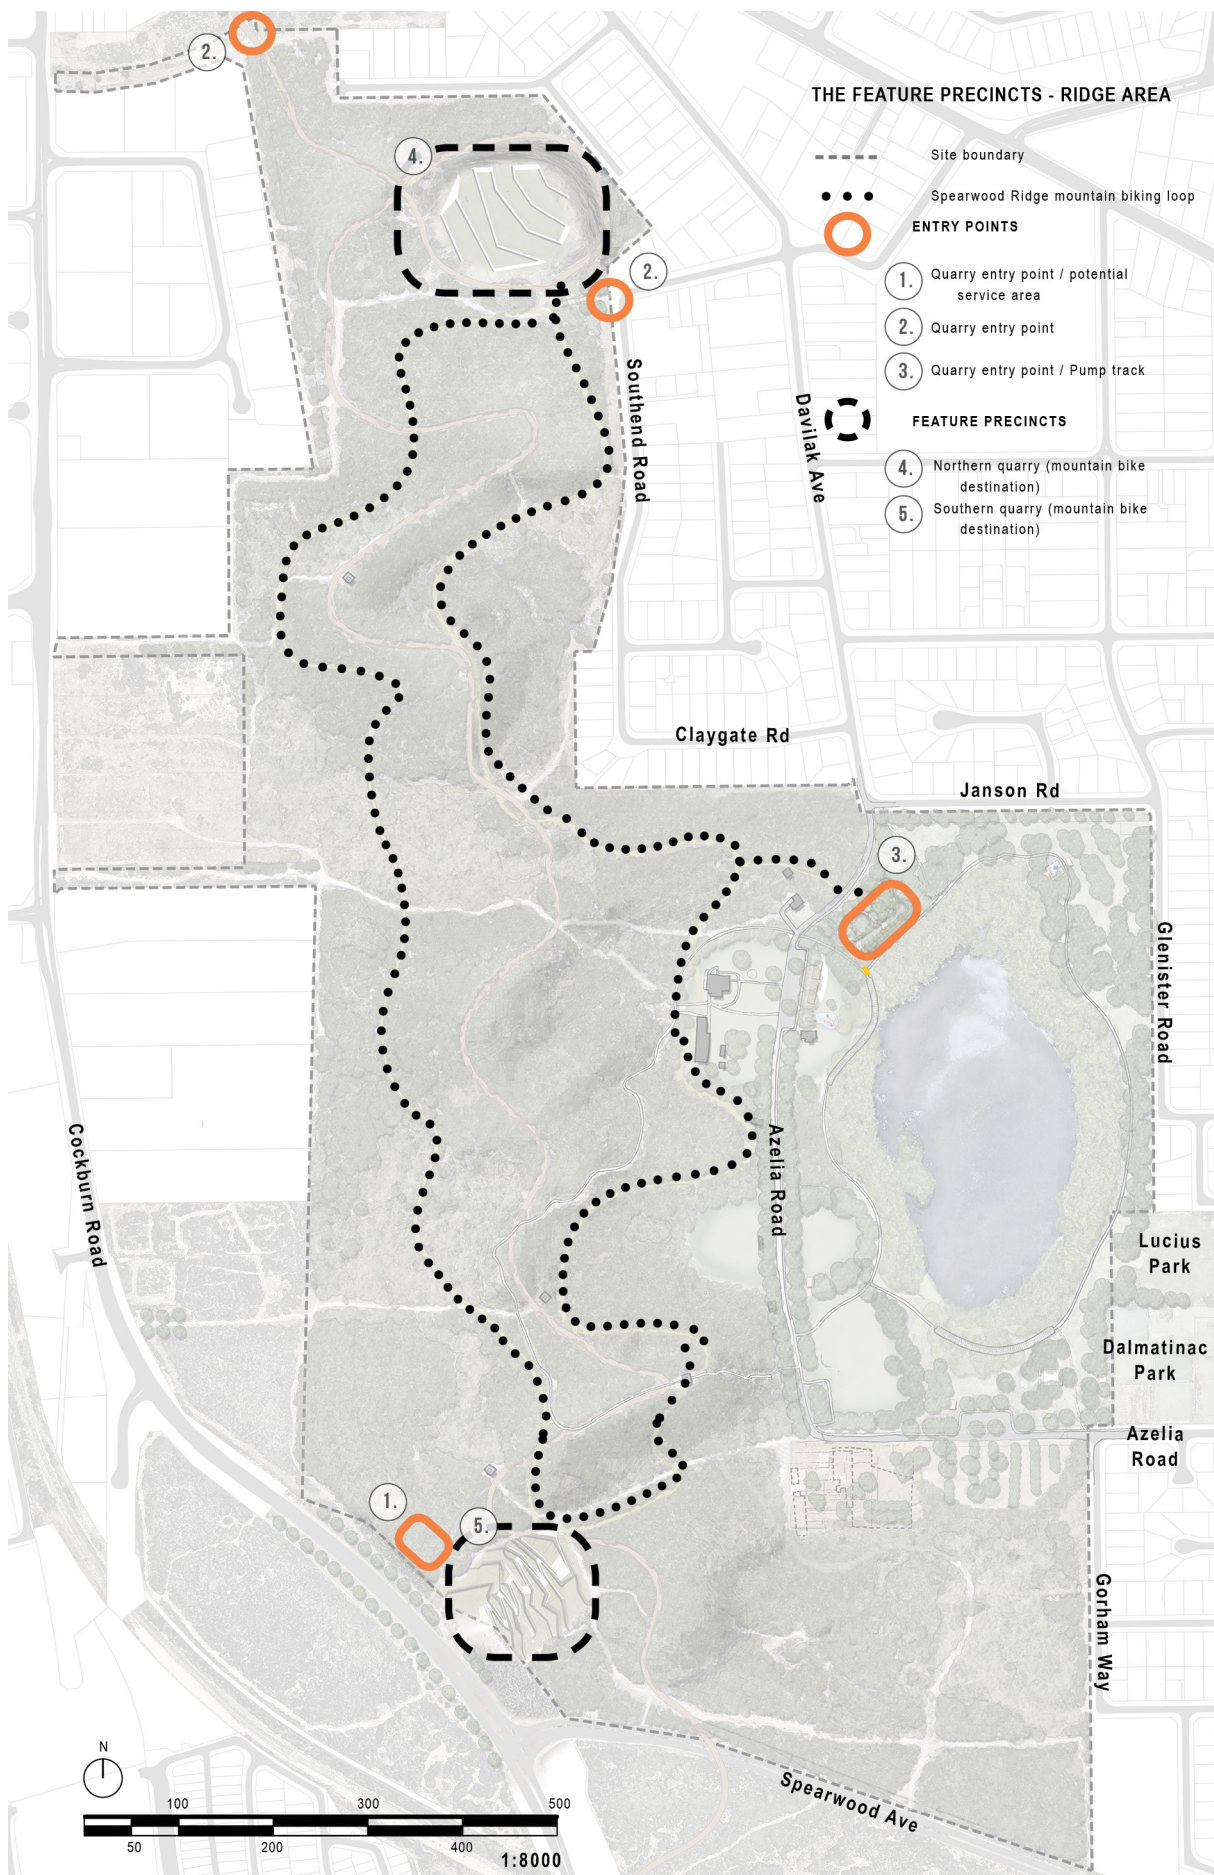 2.
THE FEATURE PRECINCTS - RIDGE AREA
Site boundary
Spearwood Ridge mountain biking loop
ENTRY POINTS
1.
Quarry entry point / potential
service area
2.
Quarry entry point
3.
Quarry entry point / Pump track
FEATURE PRECINCTS
4.
Northern quarry (mountain bike
destination)
5.
Southern quarry (mountain bike
destination)
4.
2.
Southend Road
Davilak Ave
Claygate Rd
Janson Rd
3.
Glenister Road
Cockburn Road
Azelia Road
Lucius
Park
Dalmatinac
Park
Azelia
Road
1.
5.
Gorham Way
Spearwood Ave
N
100
300
500
50
200
400
1:8000